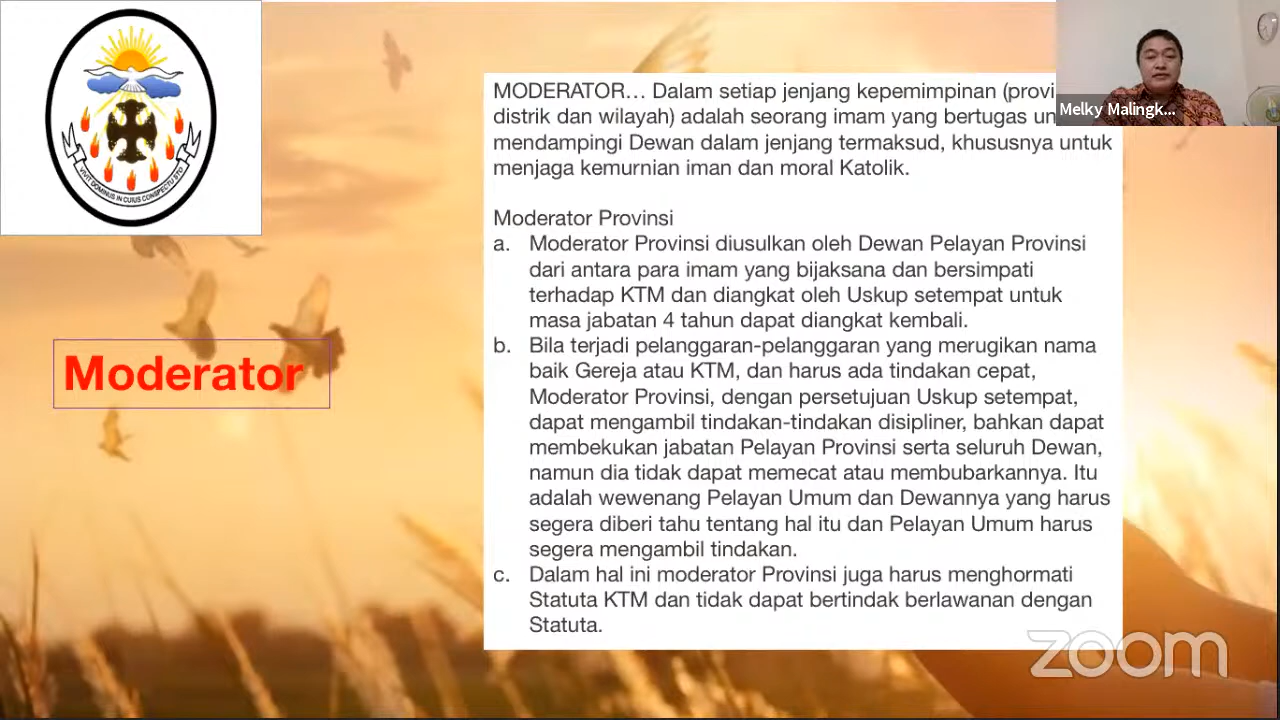 VIVIT DOMINUS IN CUIUS CONSPECTU STO
Moderator
MODERATOR... Dalam setiap jenjang kepemimpinan (provi
distrik dan wilayah) adalah seorang imam yang bertugas un
mendampingi Dewan dalam jenjang termaksud, khususnya untuk
menjaga kemurnian iman dan moral Katolik.
Moderator Provinsi
a. Moderator Provinsi diusulkan oleh Dewan Pelayan Provinsi
dari antara para imam yang bijaksana dan bersimpati
terhadap KTM dan diangkat oleh Uskup setempat untuk
masa jabatan 4 tahun dapat diangkat kembali.
b. Bila terjadi pelanggaran-pelanggaran yang merugikan nama
baik Gereja atau KTM, dan harus ada tindakan cepat,
Moderator Provinsi, dengan persetujuan Uskup setempat,
dapat mengambil tindakan-tindakan disipliner, bahkan dapat
membekukan jabatan Pelayan Provinsi serta seluruh Dewan,
namun dia tidak dapat memecat atau membubarkannya. Itu
adalah wewenang Pelayan Umum dan Dewannya yang harus
segera diberi tahu tentang hal itu dan Pelayan Umum harus
segera mengambil tindakan.
c. Dalam hal ini moderator Provinsi juga harus menghormati
Statuta KTM dan tidak dapat bertindak berlawanan dengan
Statuta.
Melky Malingk...
zoom